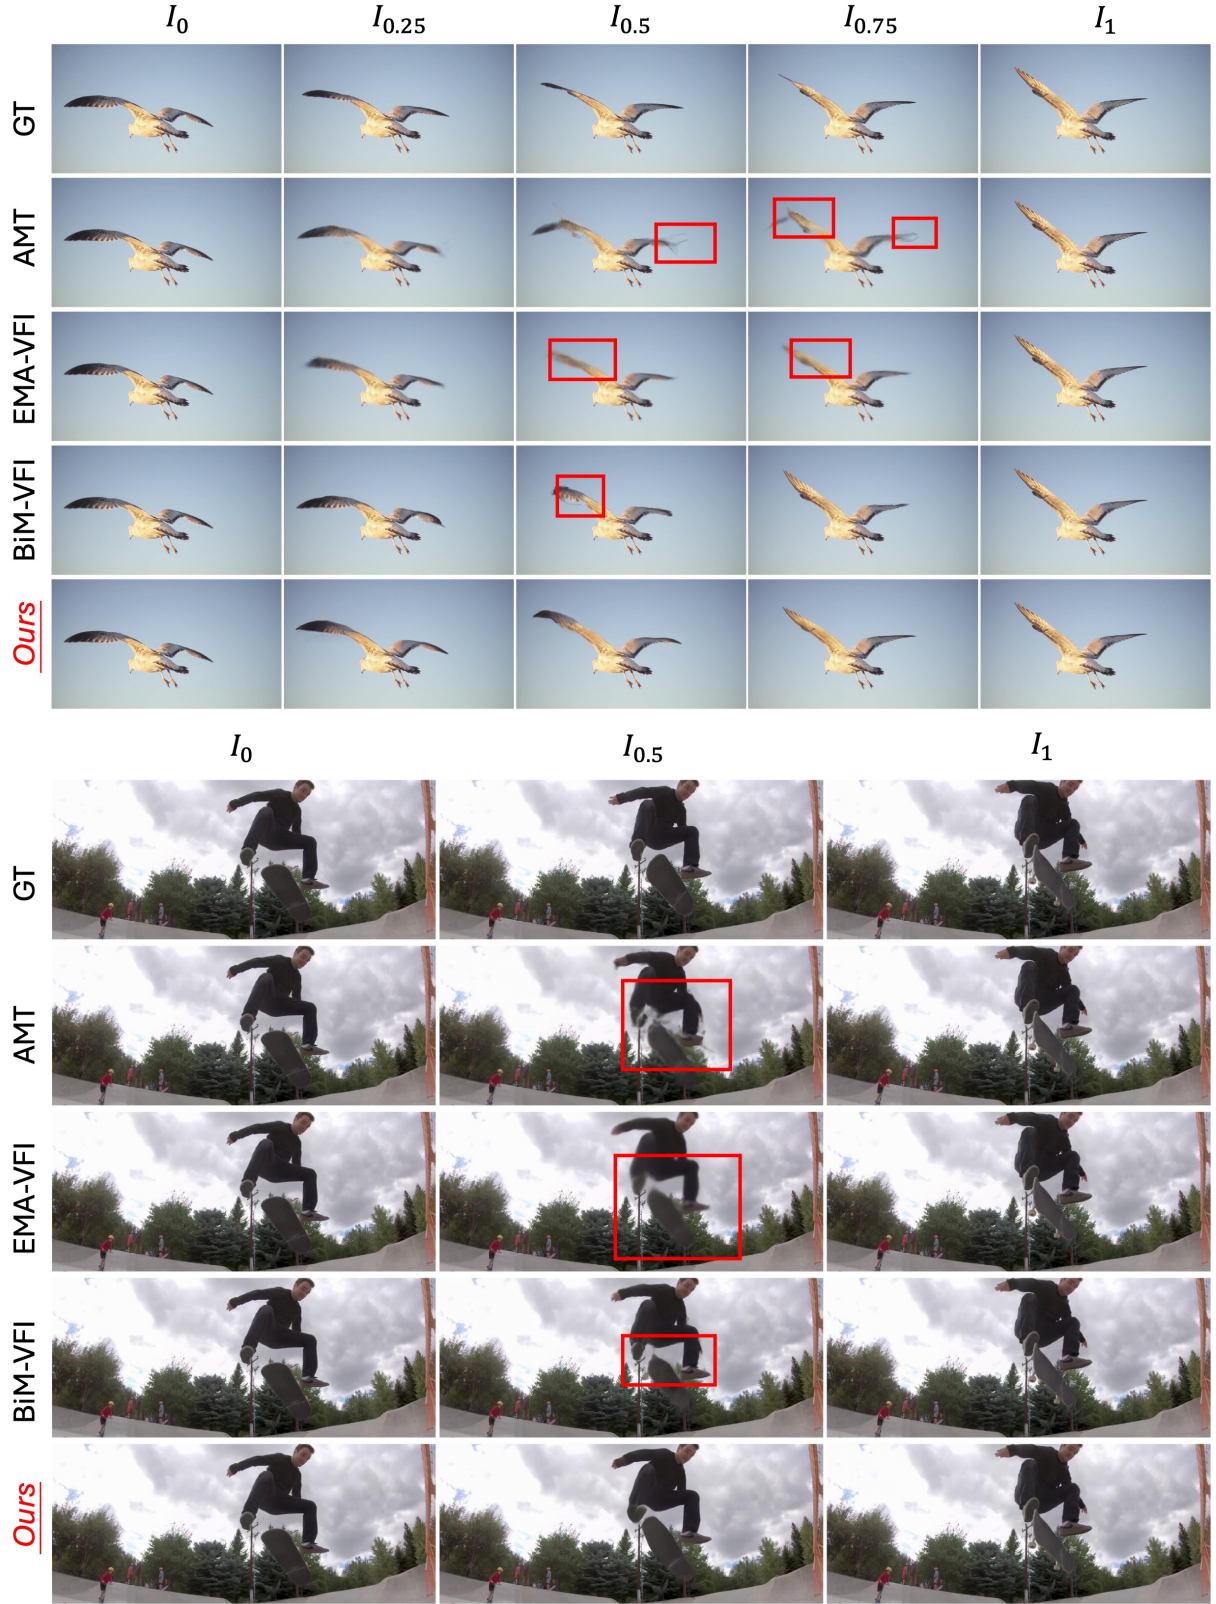 I₀ I₀.₂₅ I₀.₅ I₀.₇₅ I₁
GT
AMT
EMA-VFI
BiM-VFI
Ours
I₀ I₀.₅ I₁
GT
AMT
EMA-VFI
BiM-VFI
Ours